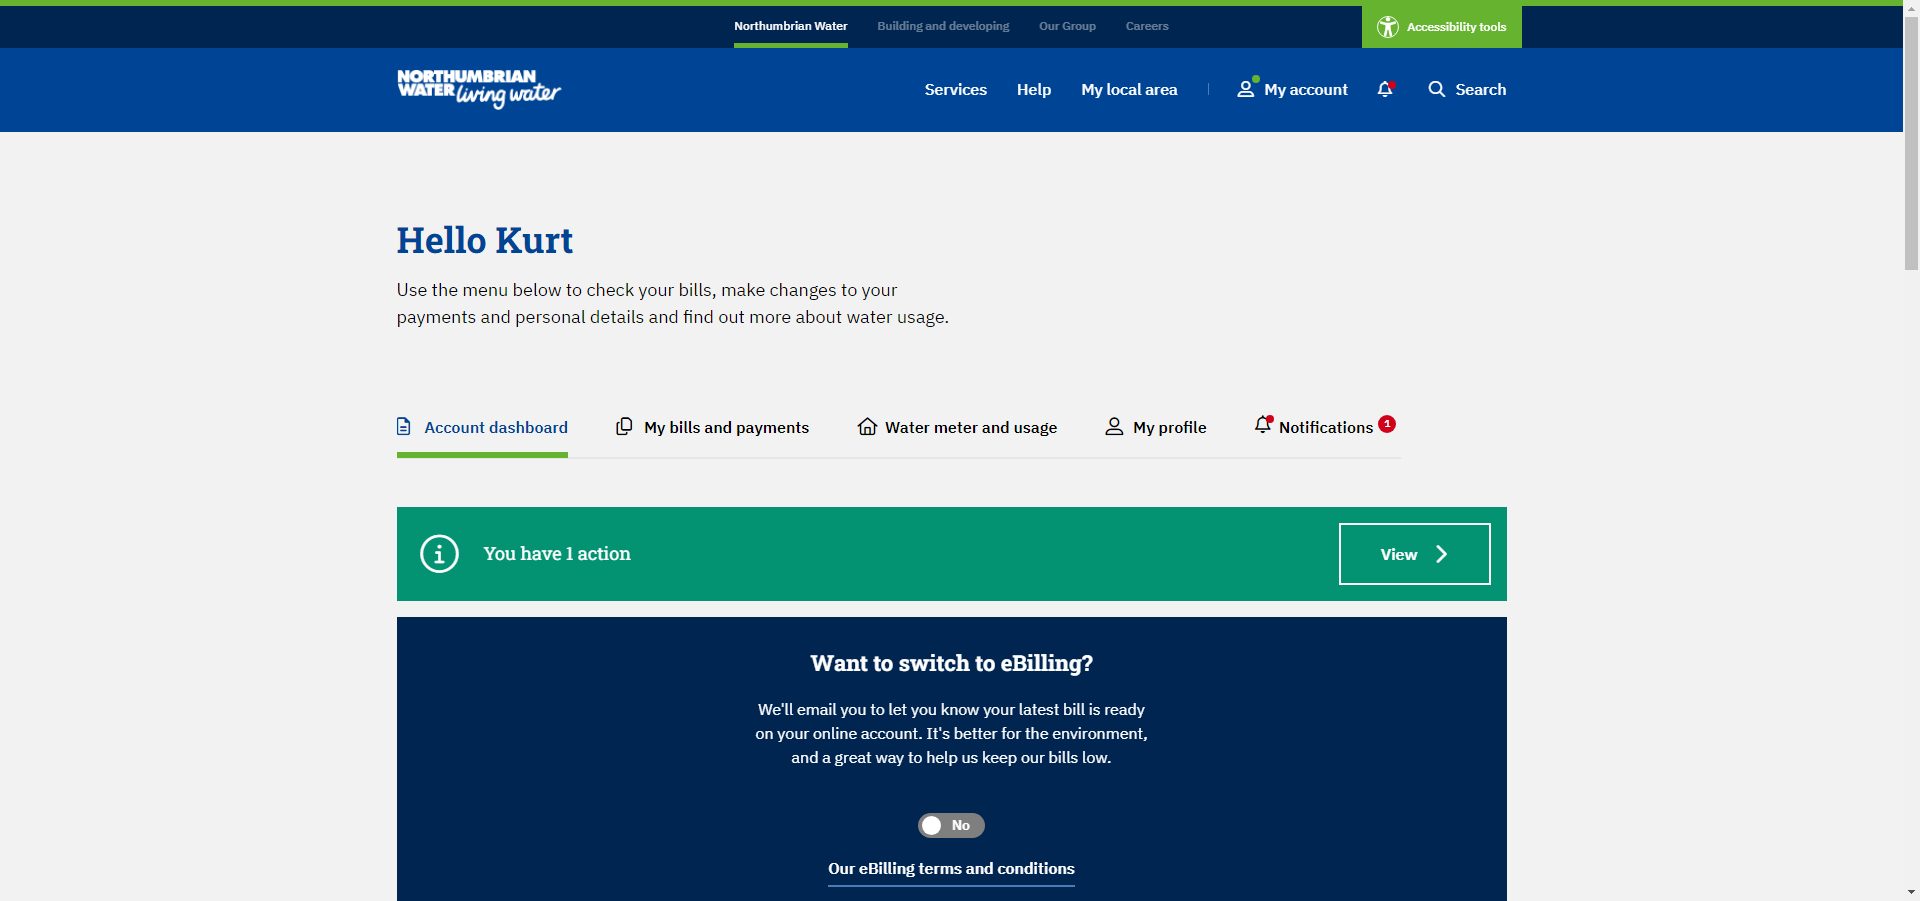 Northumbrian Water
Building and developing
Our Group
Careers
Accessibility tools
NORTHUMBRIAN
WATER living water
Services
Help
My local area
My account
Search
Hello Kurt
Use the menu below to check your bills, make changes to your
payments and personal details and find out more about water usage.
Account dashboard
My bills and payments
Water meter and usage
My profile
Notifications 1
You have 1 action
View
Want to switch to eBilling?
We'll email you to let you know your latest bill is ready
on your online account. It's better for the environment,
and a great way to help us keep our bills low.
No
Our eBilling terms and conditions